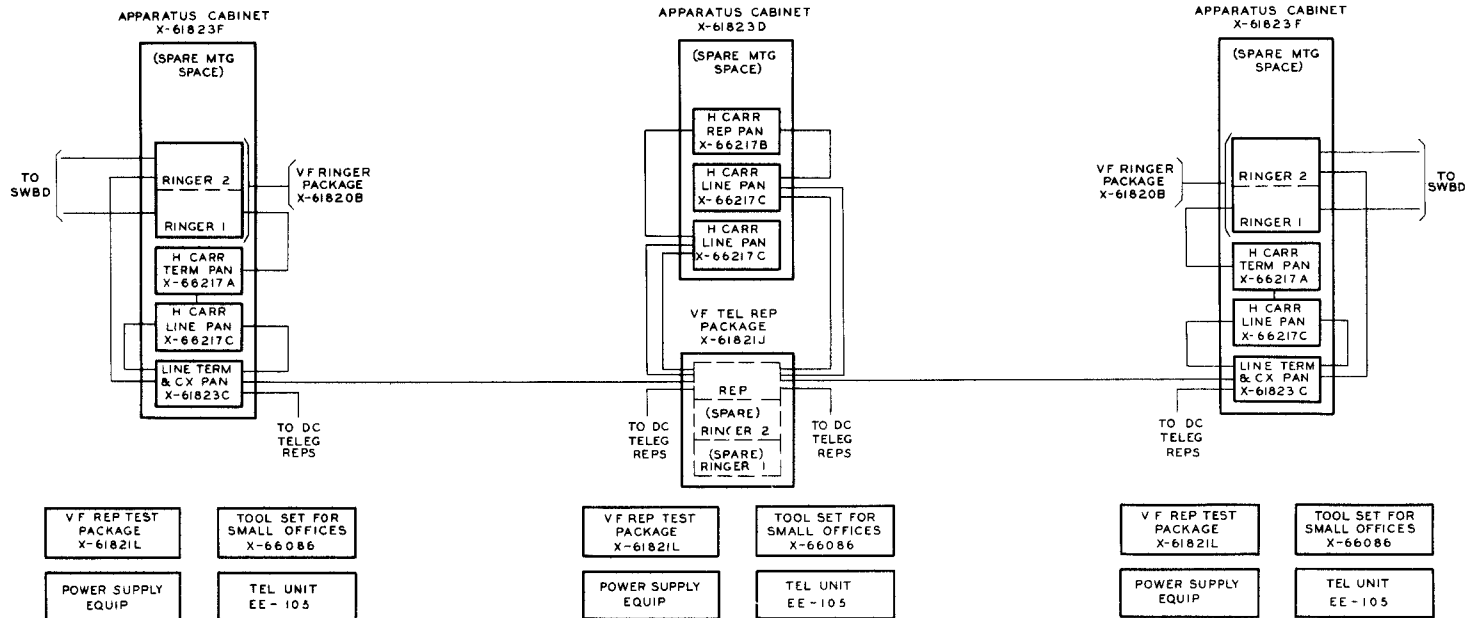 APPARATUS CABINET
X-61823F
(SPARE MTG
SPACE)
TO
SWBD
RINGER 2
RINGER 1
VF RINGER
PACKAGE
X-61820B
H CARR
TERM PAN
X-66217A
H CARR
LINE PAN
X-66217C
LINE TERM
& CX PAN
X-61823C
TO DC
TELEG
REPS
APPARATUS CABINET
X-61823D
(SPARE MTG
SPACE)
H CARR
REP PAN
X-66217B
H CARR
LINE PAN
X-66217C
H CARR
LINE PAN
X-66217C
VF TEL REP
PACKAGE
X-61821J
REP
(SPARE)
RINGER 2
(SPARE)
RINGER 1
TO DC
TELEG
REPS
TO DC
TELEG
REPS
APPARATUS CABINET
X-61823F
(SPARE MTG
SPACE)
VF RINGER
PACKAGE
X-61820B
RINGER 2
RINGER 1
TO
SWBD
H CARR
TERM PAN
X-66217A
H CARR
LINE PAN
X-66217C
LINE TERM
& CX PAN
X-61823C
TO DC
TELEG
REPS
VF REP TEST
PACKAGE
X-61821L
TOOL SET FOR
SMALL OFFICES
X-66086
POWER SUPPLY
EQUIP
TEL UNIT
EE-105
VF REP TEST
PACKAGE
X-61821L
TOOL SET FOR
SMALL OFFICES
X-66086
POWER SUPPLY
EQUIP
TEL UNIT
EE-105
VF REP TEST
PACKAGE
X-61821L
TOOL SET FOR
SMALL OFFICES
X-66086
POWER SUPPLY
EQUIP
TEL UNIT
EE-105